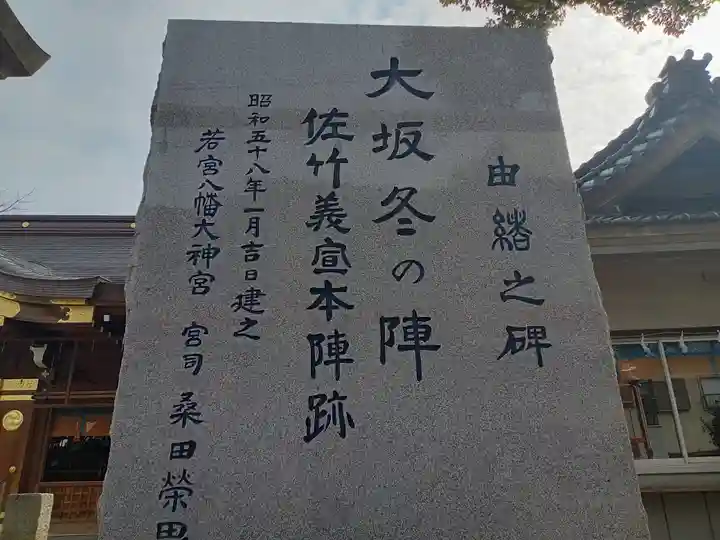 由緒之碑
大坂冬の陣
佐竹義宣本陣跡
昭和五十八年一月吉日建之
若宮八幡大神宮 宮司 桑田榮男